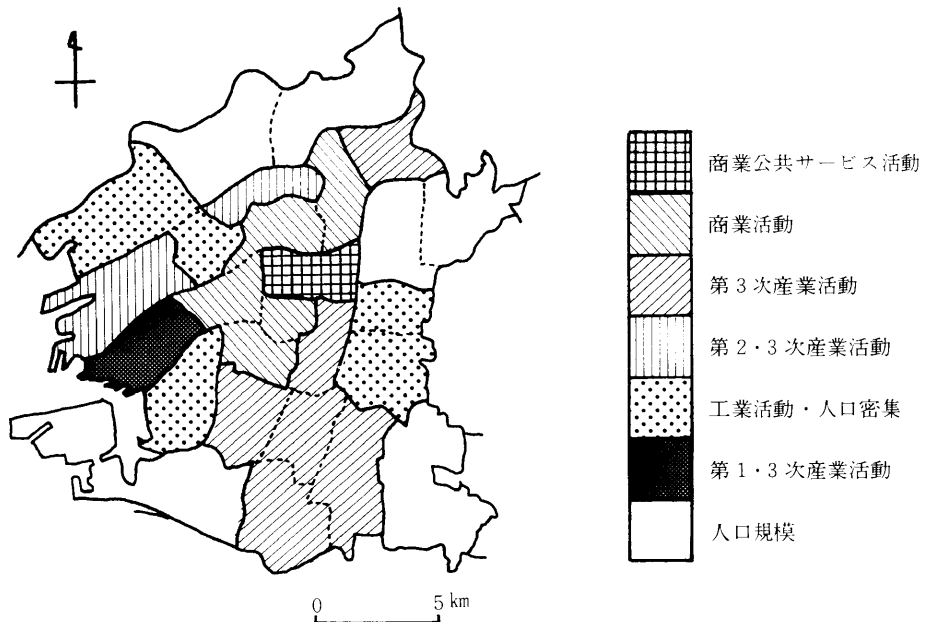 商業公共サービス活動
商業活動
第3次産業活動
第2・3次産業活動
工業活動・人口密集
第1・3次産業活動
人口規模
0 5 km